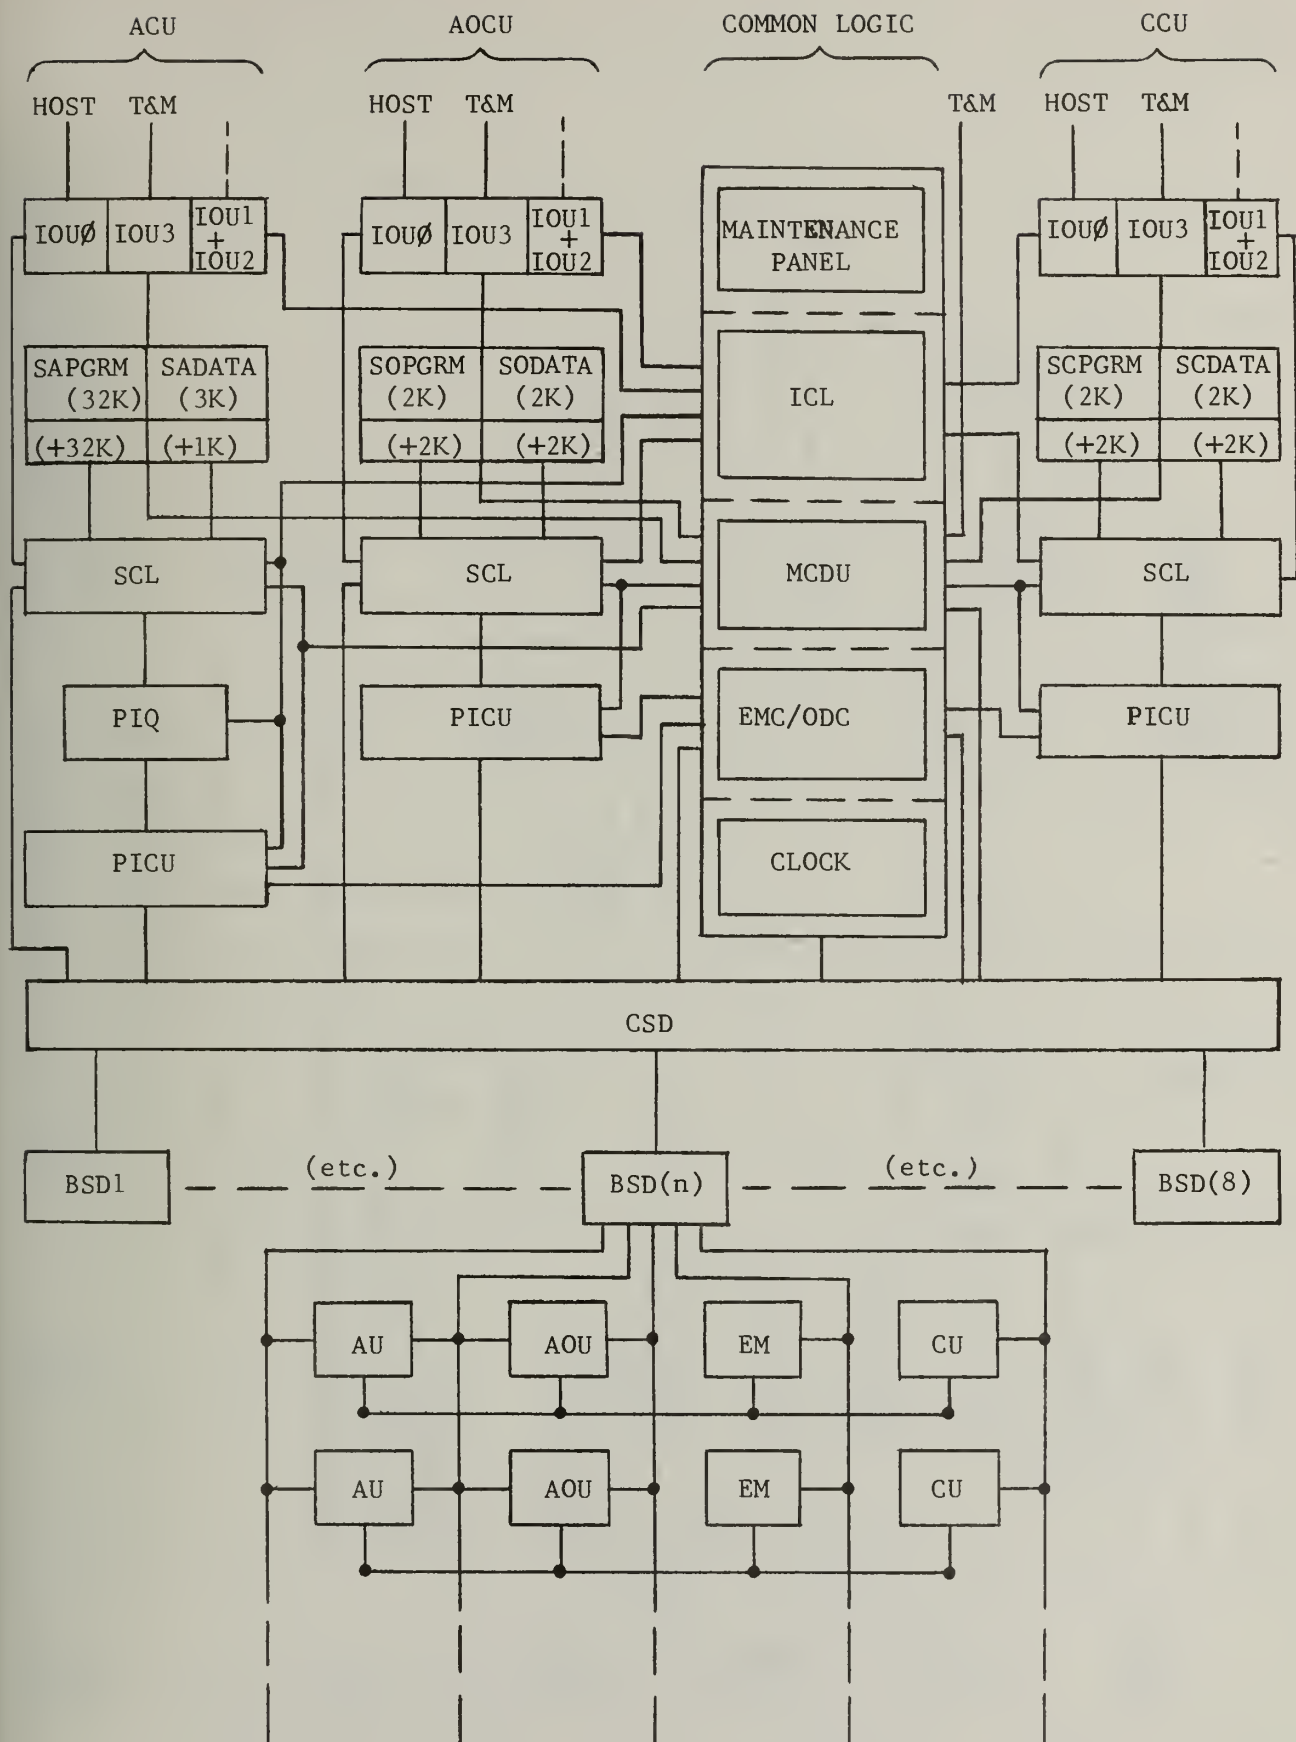 ACU
AOCU
COMMON LOGIC
CCU
HOST T&M
HOST T&M
T&M
HOST T&M
IOUØ IOU3 IOU1
+
IOU2
IOUØ IOU3 IOU1
+
IOU2
MAINTENANCE
PANEL
IOUØ IOU3 IOU1
+
IOU2
SAPGRM SADATA
(32K) (3K)
(+32K) (+1K)
SOPGRM SODATA
(2K) (2K)
(+2K) (+2K)
ICL
SCPGRM SCDATA
(2K) (2K)
(+2K) (+2K)
SCL
SCL
MCDU
SCL
PIQ
PICU
EMC/ODC
PICU
PICU
CLOCK
CSD
BSD1
(etc.)
BSD(n)
(etc.)
BSD(8)
AU
AOU
EM
CU
AU
AOU
EM
CU